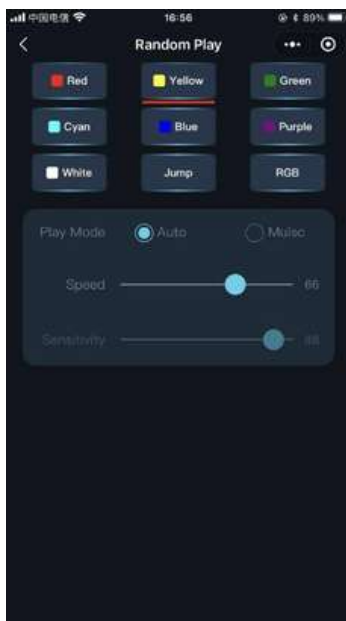 中国电信 16:56 89%
Random Play
Red Yellow Green
Cyan Blue Purple
White Jump RGB
Play Mode Auto Muisc
Speed 66
Sensitivity 88